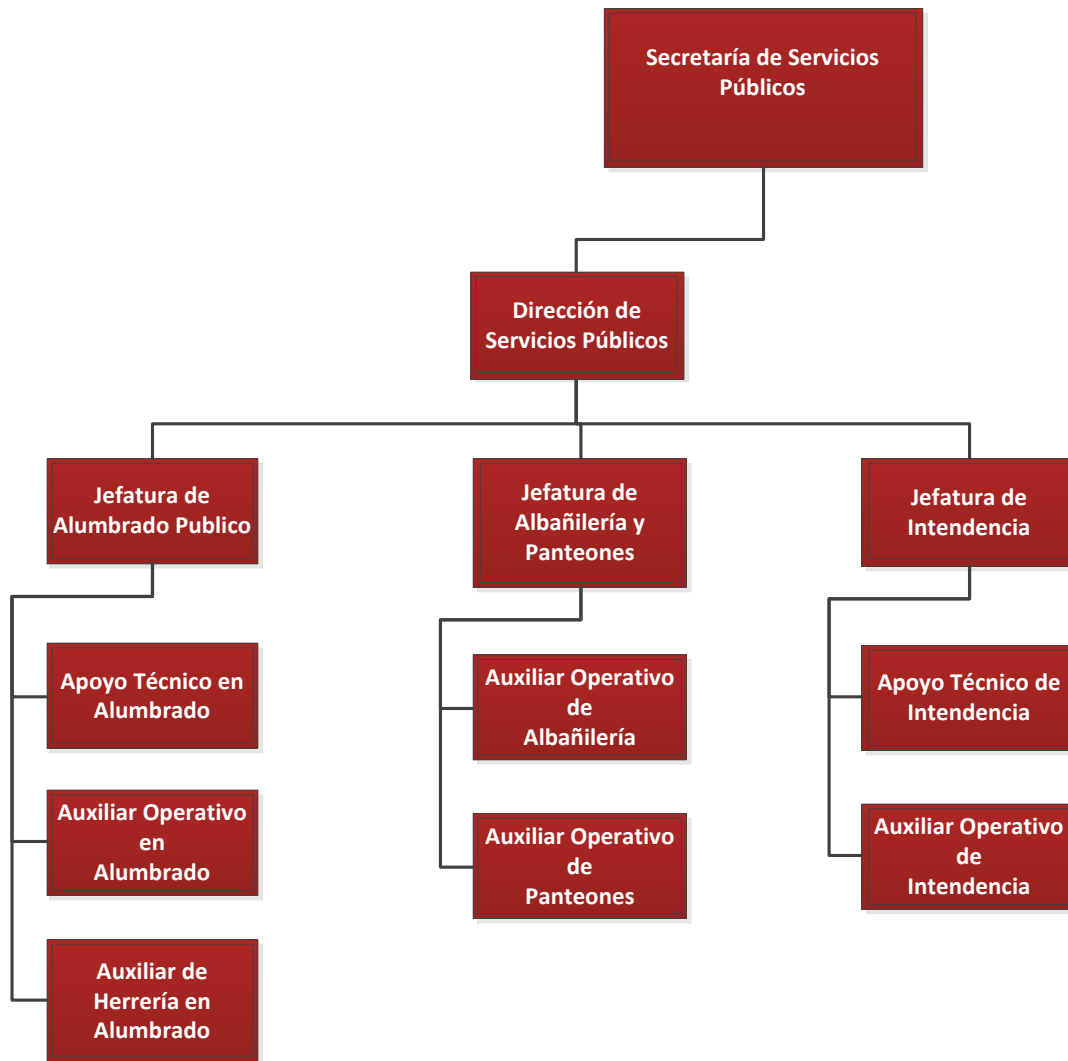 Secretaría de Servicios
Públicos
Dirección de
Servicios Públicos
Jefatura de
Alumbrado Publico
Jefatura de
Albañilería y
Panteones
Jefatura de
Intendencia
Apoyo Técnico en
Alumbrado
Auxiliar Operativo
de
Albañilería
Apoyo Técnico de
Intendencia
Auxiliar Operativo
en
Alumbrado
Auxiliar Operativo
de
Panteones
Auxiliar Operativo
de
Intendencia
Auxiliar de
Herrería en
Alumbrado